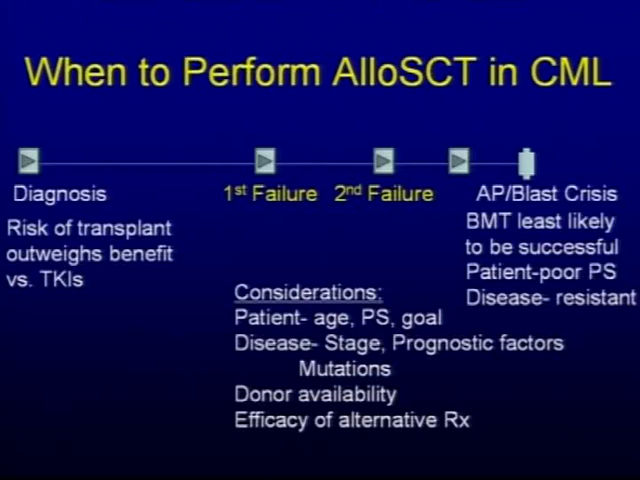 When to Perform AlloSCT in CML
Diagnosis
1st Failure
2nd Failure
AP/Blast Crisis
Risk of transplant
outweighs benefit
vs. TKIs
BMT least likely
to be successful
Patient-poor PS
Disease- resistant
Considerations:
Patient- age, PS, goal
Disease- Stage, Prognostic factors
Mutations
Donor availability
Efficacy of alternative Rx